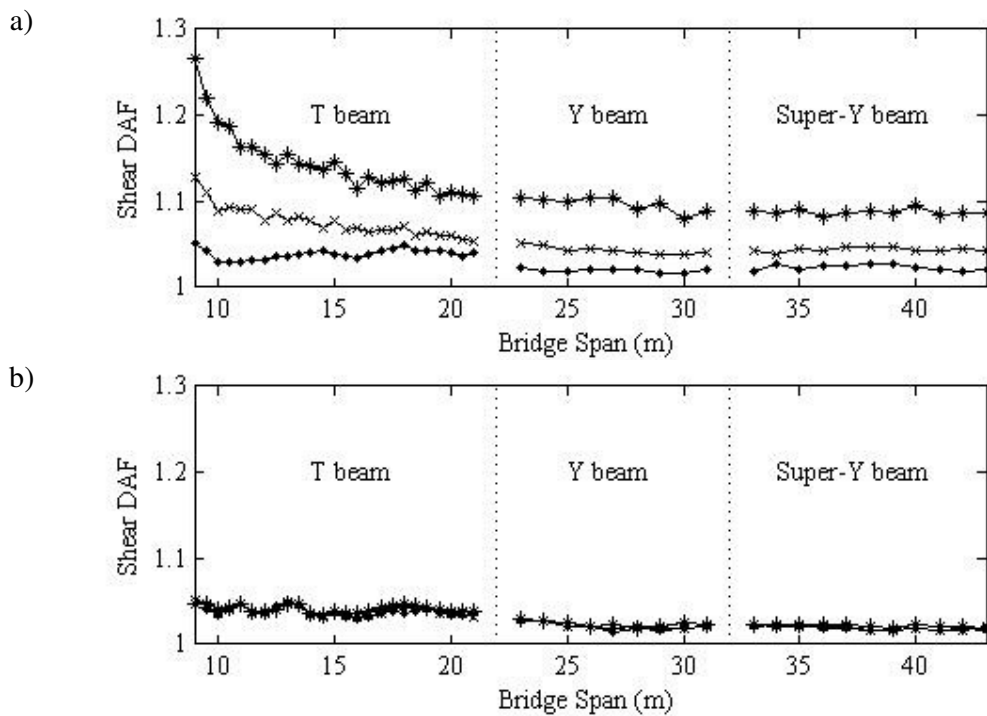 a)
1.3
1.2
1.1
1
Shear DAF
T beam
Y beam
Super-Y beam
10 15 20 25 30 35 40
Bridge Span (m)
b)
1.3
1.2
1.1
1
Shear DAF
T beam
Y beam
Super-Y beam
10 15 20 25 30 35 40
Bridge Span (m)